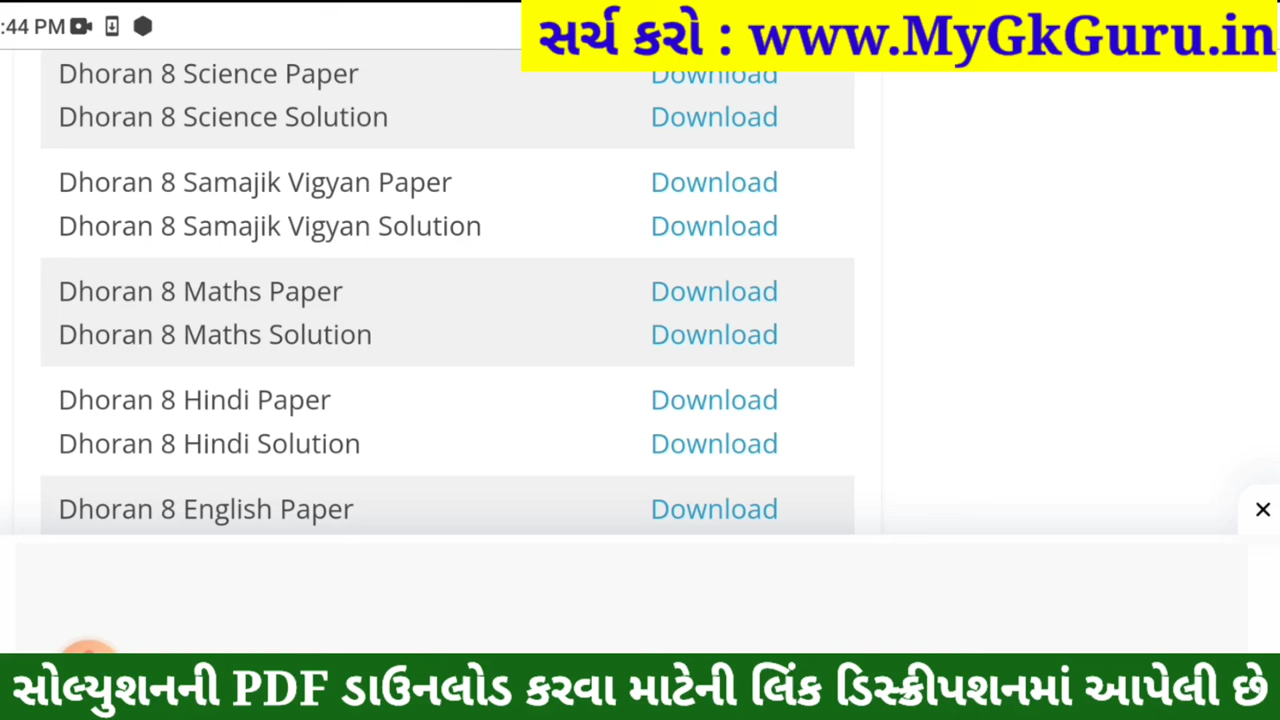 :44 PM
સર્ચ કરો : www.MyGkGuru.in
Dhoran 8 Science Paper Download
Dhoran 8 Science Solution Download
Dhoran 8 Samajik Vigyan Paper Download
Dhoran 8 Samajik Vigyan Solution Download
Dhoran 8 Maths Paper Download
Dhoran 8 Maths Solution Download
Dhoran 8 Hindi Paper Download
Dhoran 8 Hindi Solution Download
Dhoran 8 English Paper Download
સોલ્યુશનની PDF ડાઉનલોડ કરવા માટેની લિંક ડિસ્ક્રીપશનમાં આપેલી છે